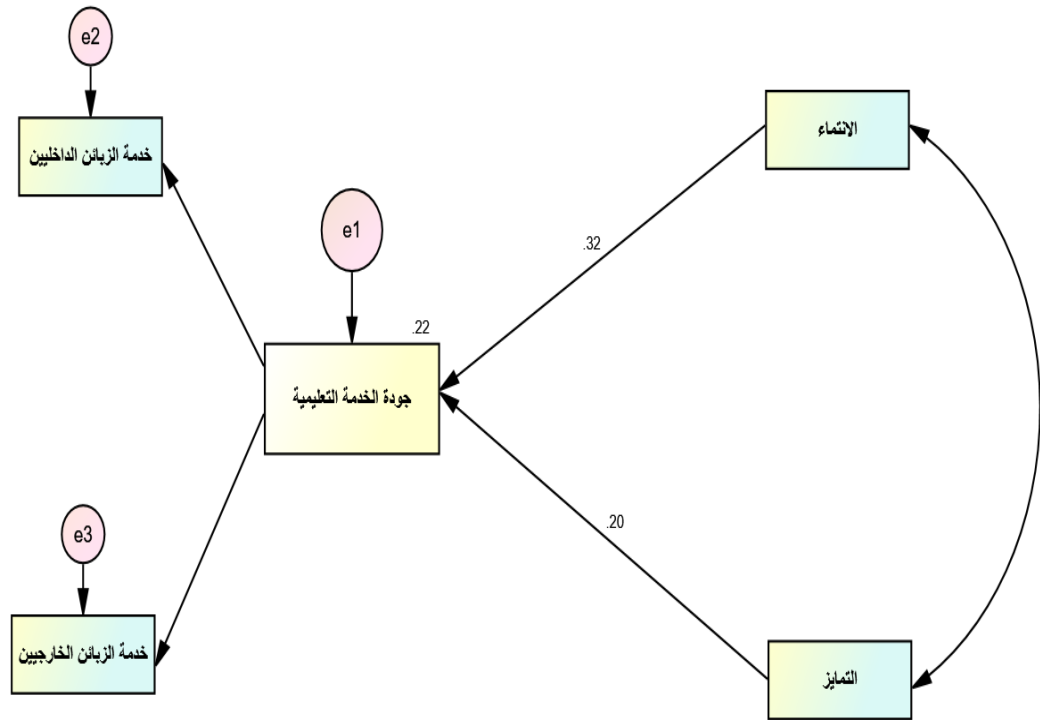 e2
خدمة الزبائن الداخليين
الانتماء
e1
.32
.22
جودة الخدمة التعليمية
.20
e3
خدمة الزبائن الخارجيين
التمايز